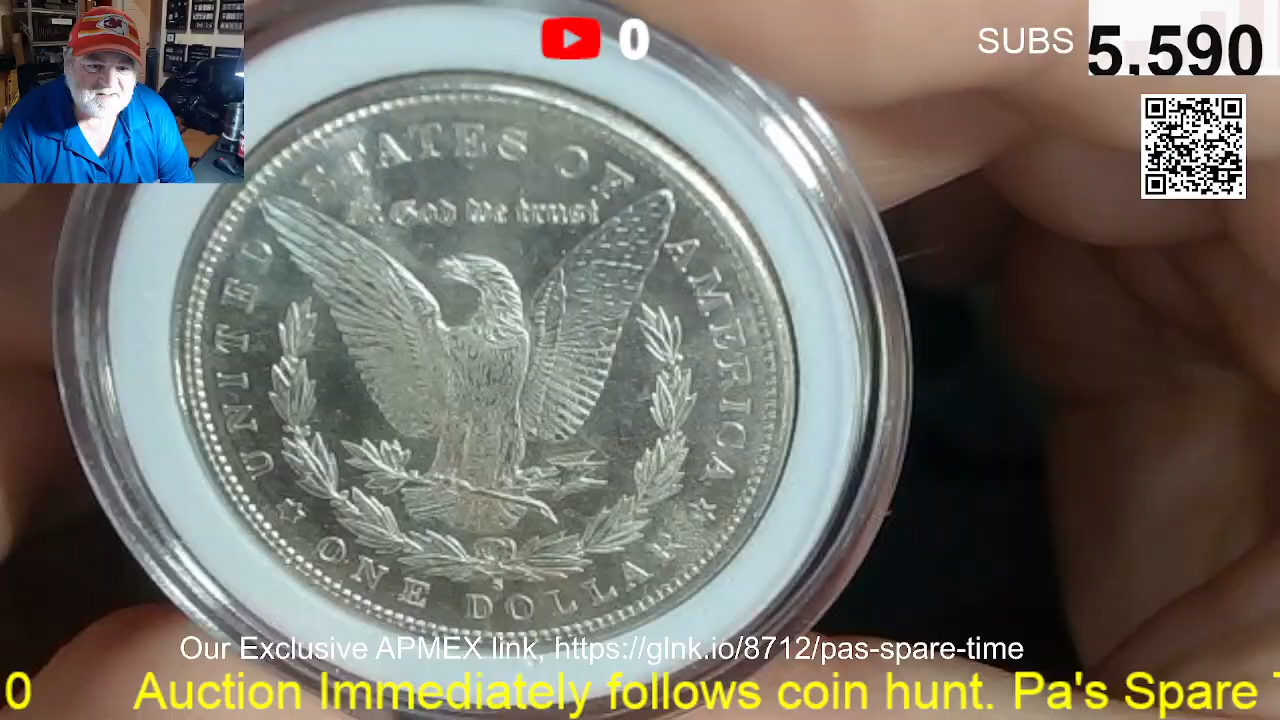 0
SUBS 5,590
UNITED STATES OF AMERICA
In God we trust
ONE DOLLAR
S
Our Exclusive APMEX link, https://glnk.io/8712/pas-spare-time
0 Auction Immediately follows coin hunt. Pa's Spare